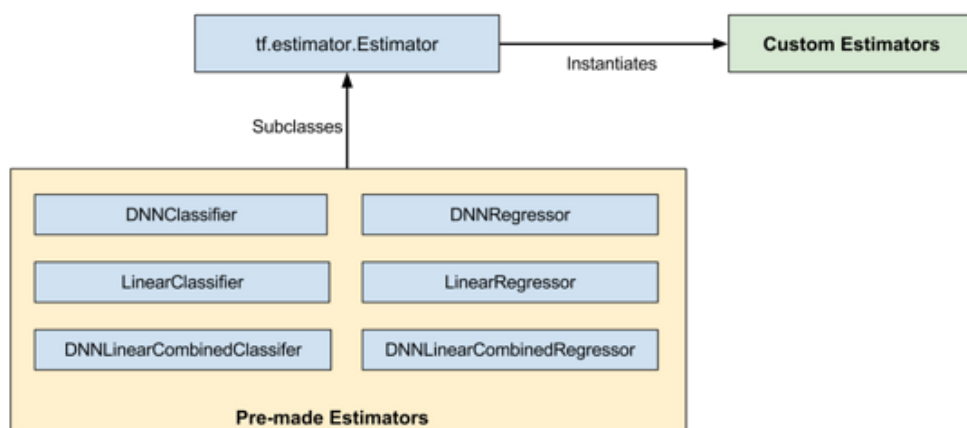 tf.estimator.Estimator
Custom Estimators
Instantiates
Subclasses
DNNClassifier
DNNRegressor
LinearClassifier
LinearRegressor
DNNLinearCombinedClassifer
DNNLinearCombinedRegressor
Pre-made Estimators